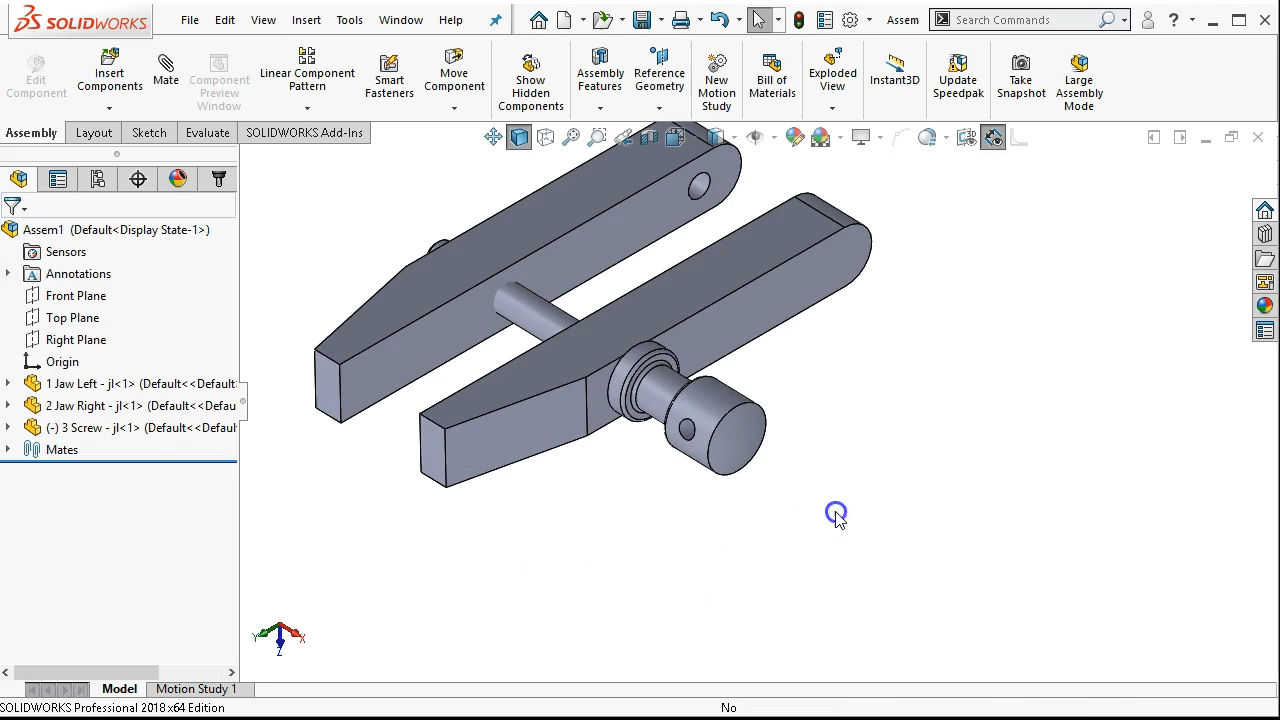 SOLIDWORKS File Edit View Insert Tools Window Help Assem Search Commands ?
Edit Component
Insert Components
Mate
Component Preview Window
Linear Component Pattern
Smart Fasteners
Move Component
Show Hidden Components
Assembly Features
Reference Geometry
New Motion Study
Bill of Materials
Exploded View
Instant3D
Update Speedpak
Take Snapshot
Large Assembly Mode
Assembly Layout Sketch Evaluate SOLIDWORKS Add-Ins
Assem1 (Default<Display State-1>)
Sensors
A Annotations
Front Plane
Top Plane
Right Plane
Origin
1 Jaw Left - jl<1> (Default<<Default
2 Jaw Right - jl<1> (Default<<Defau
(-) 3 Screw - jl<1> (Default<<Default
Mates
Y X
Z
Model Motion Study 1
SOLIDWORKS Professional 2018 x64 Edition No